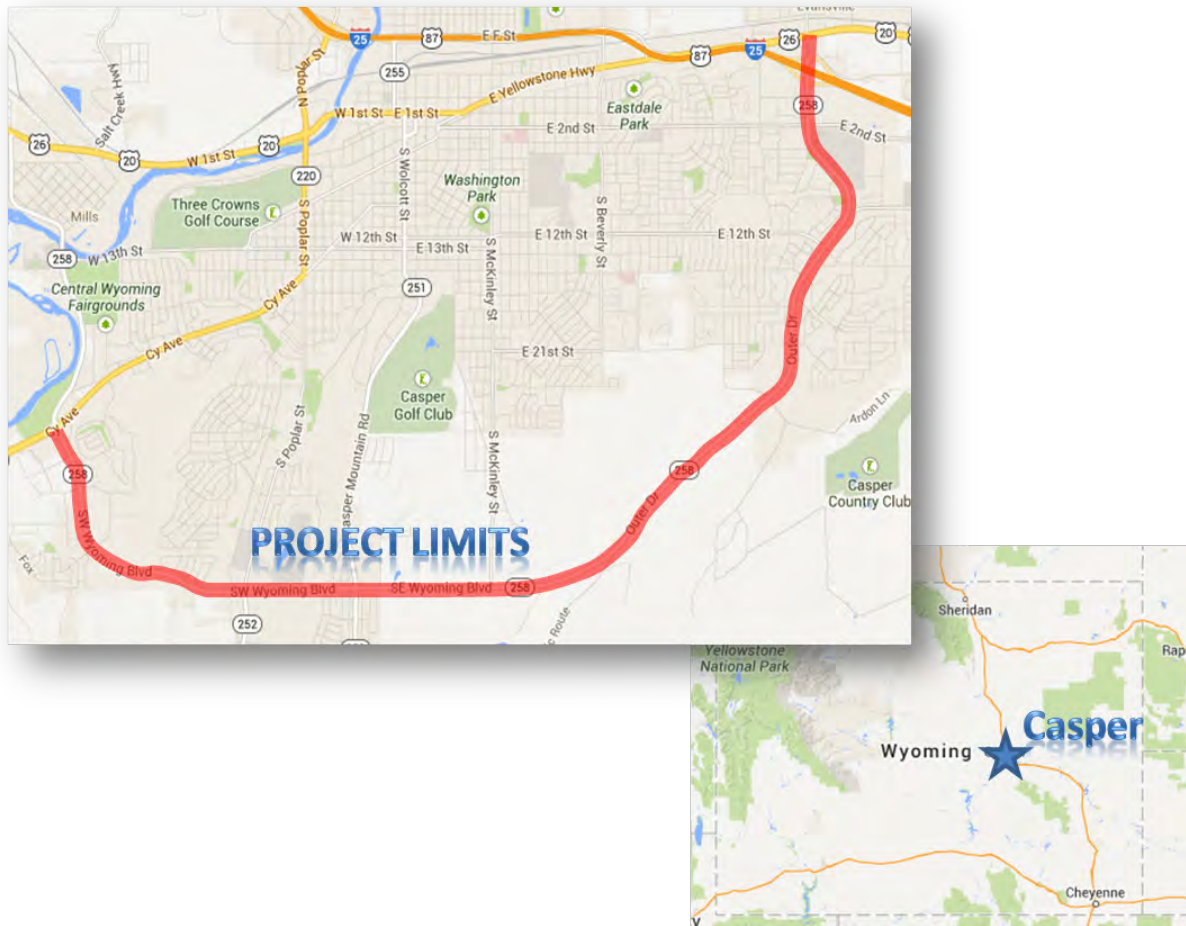 Evansville
E F St
25
87
26
20
25
87
255
N Poplar St
Salt Creek Hwy
E Yellowstone Hwy
258
Eastdale
Park
W 1st St
E 1st St
E 2nd St
E 2nd St
26
20
W 1st St
20
220
S Wolcott St
Washington
Park
Three Crowns
Golf Course
S Poplar St
S Beverly St
Mills
W 12th St
E 12th St
E 12th St
E 13th St
W 13th St
258
S McKinley St
251
Central Wyoming
Fairgrounds
Cy Ave
Outer Dr
Cy Ave
E 21st St
Casper
Golf Club
Ardon Ln
Cy Ave
S Poplar St
S McKinley St
258
258
Casper
Country Club
Casper Mountain Rd
Outer Dr
PROJECT LIMITS
SW Wyoming Blvd
Fox
SW Wyoming Blvd
SE Wyoming Blvd
258
252
Route
Sheridan
Yellowstone
National Park
Rap
Casper
Wyoming
Cheyenne